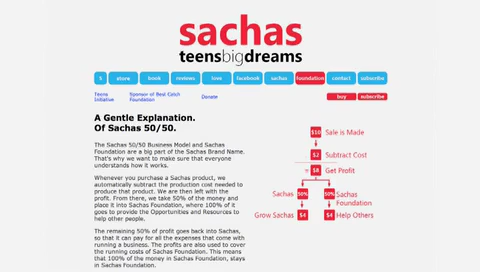 sachas
teensbigdreams
$ store book reviews love facebook sachas foundation contact subscribe
Teens Initiative
Sponsor of Best Catch Foundation
Donate
buy subscribe
A Gentle Explanation.
Of Sachas 50/50.
The Sachas 50/50 Business Model and Sachas
Foundation are a big part of the Sachas Brand Name.
That's why we want to make sure that everyone
understands how it works.
Whenever you purchase a Sachas product, we
automatically subtract the production cost needed to
produce that product. We are then left with the
profit. From there, we take 50% of the money and
place it into Sachas Foundation, where 100% of it
goes to provide the Opportunities and Resources to
help other people.
The remaining 50% of profit goes back into Sachas,
so that it can pay for all the expenses that come with
running a business. The profits are also used to cover
the running costs of Sachas Foundation. This means
that 100% of the money in Sachas Foundation, stays
in Sachas Foundation.
$10 Sale is Made
$2 Subtract Cost
$8 Get Profit
Sachas 50% 50% Sachas Foundation
Grow Sachas $4 $4 Help Others